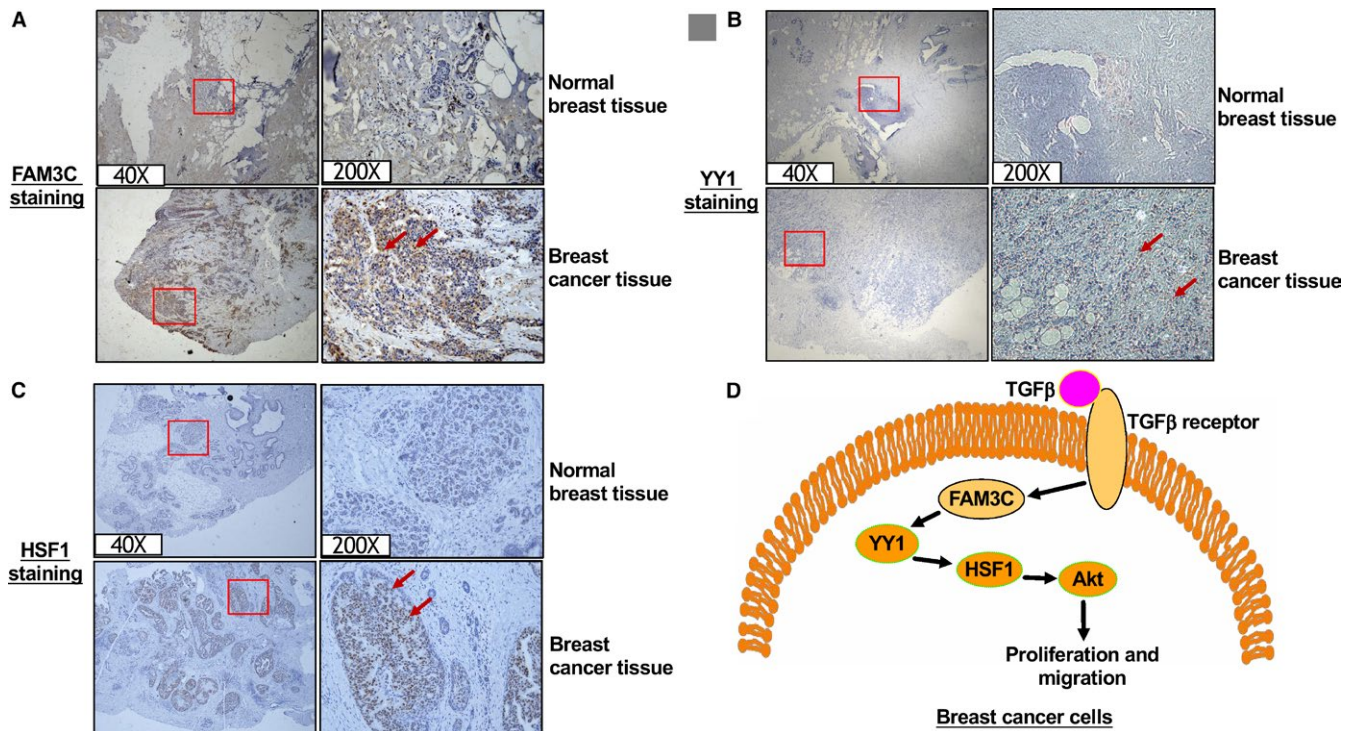 A
FAM3C
staining
40X
200X
Normal
breast tissue
Breast
cancer tissue
B
YY1
staining
40X
200X
Normal
breast tissue
Breast
cancer tissue
C
HSF1
staining
40X
200X
Normal
breast tissue
Breast
cancer tissue
D
TGFβ
TGFβ receptor
FAM3C
YY1
HSF1
Akt
Proliferation and
migration
Breast cancer cells